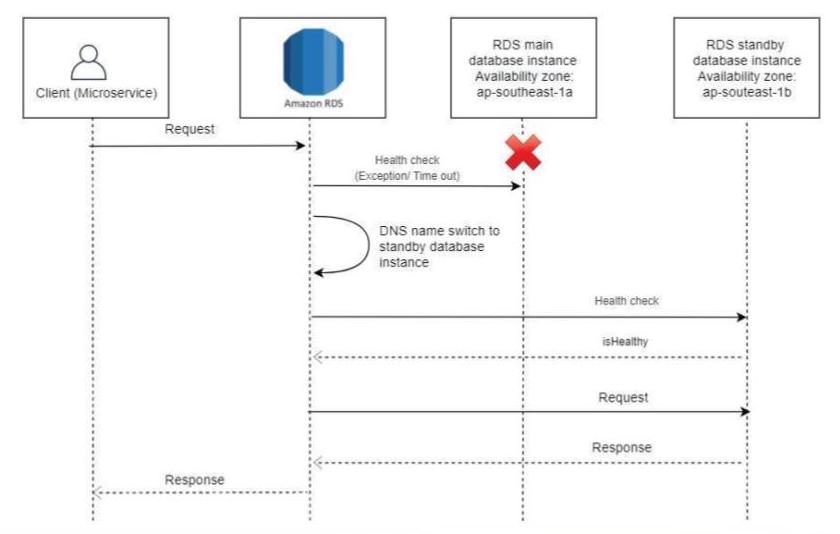 Client (Microservice)
Amazon RDS
RDS main
database instance
Availability zone:
ap-southeast-1a
RDS standby
database instance
Availability zone:
ap-souteast-1b
Request
Health check
(Exception/ Time out)
DNS name switch to
standby database
instance
Health check
isHealthy
Request
Response
Response